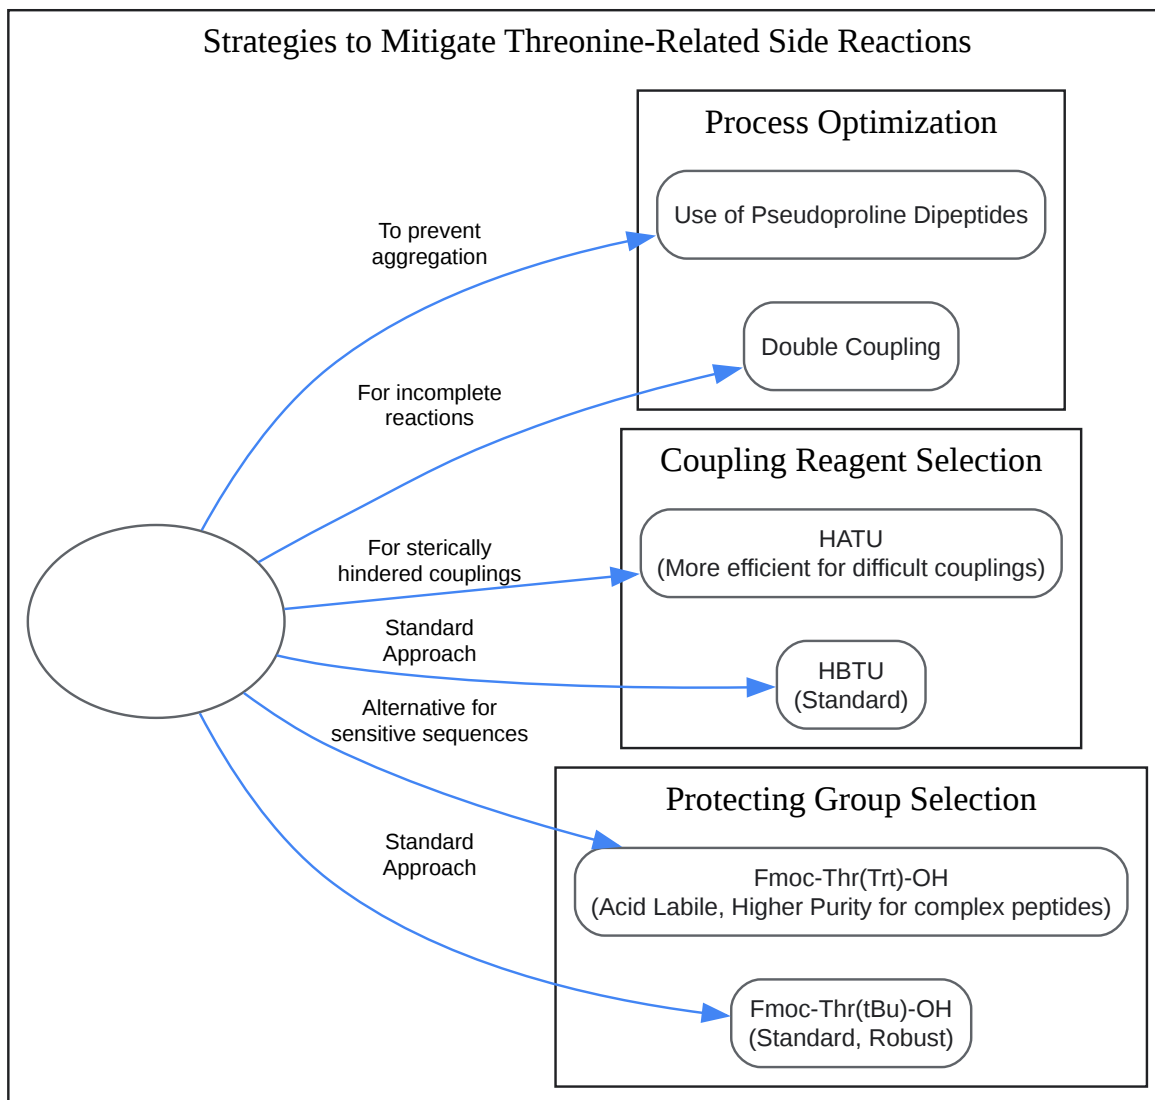 Strategies to Mitigate Threonine-Related Side Reactions
Process Optimization
Use of Pseudoproline Dipeptides
To prevent
aggregation
Double Coupling
For incomplete
reactions
Coupling Reagent Selection
HATU
(More efficient for difficult couplings)
For sterically
hindered couplings
HBTU
(Standard)
Standard
Approach
Protecting Group Selection
Alternative for
sensitive sequences
Fmoc-Thr(Trt)-OH
(Acid Labile, Higher Purity for complex peptides)
Standard
Approach
Fmoc-Thr(tBu)-OH
(Standard, Robust)